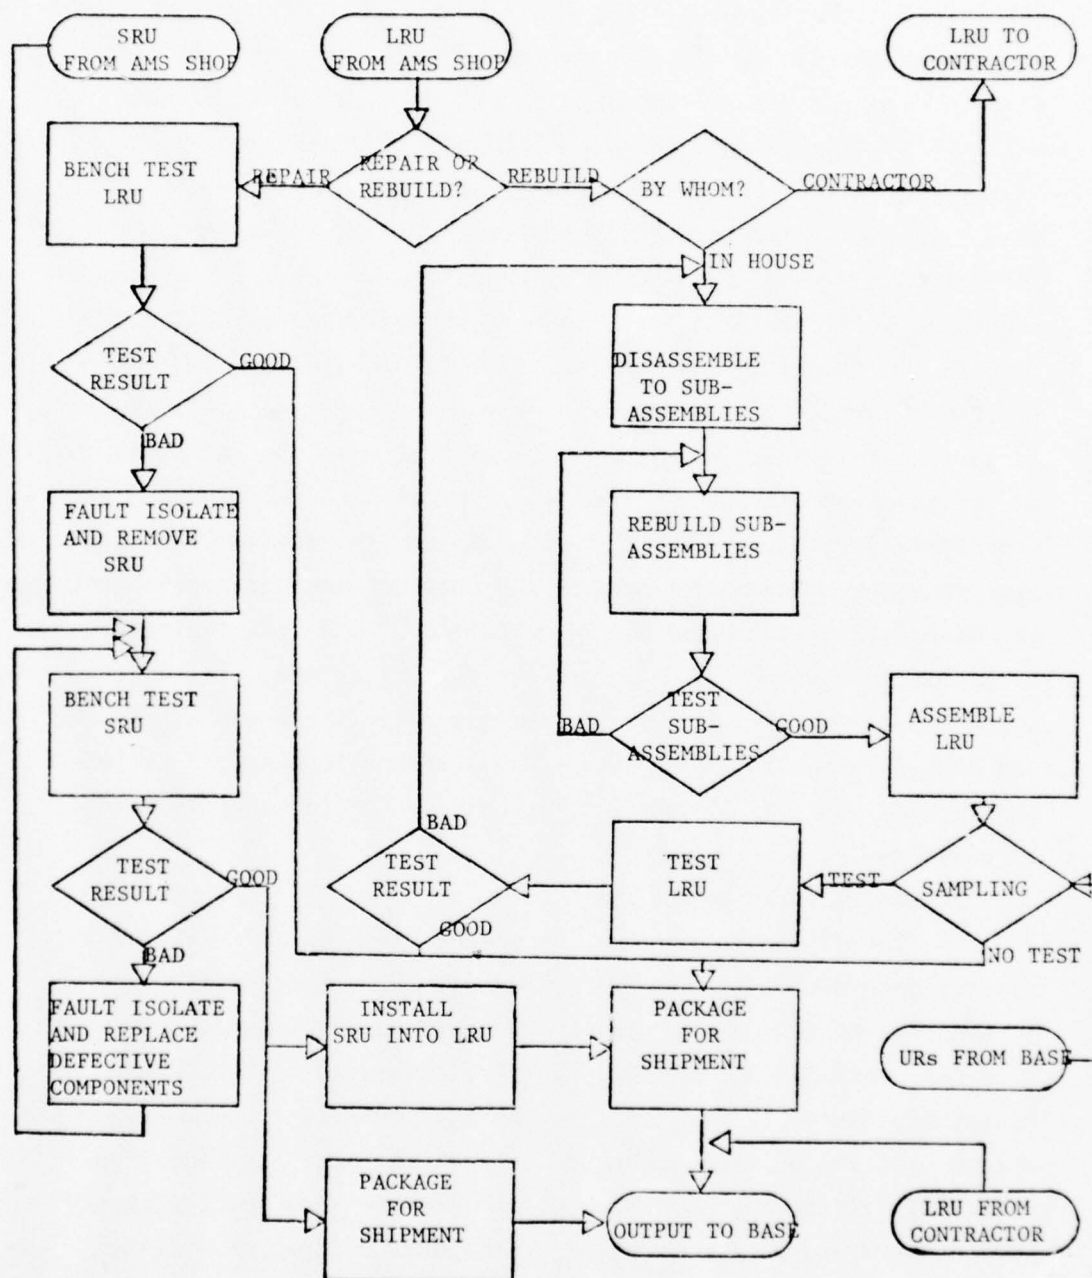 SRU
FROM AMS SHOP
LRU
FROM AMS SHOP
LRU TO
CONTRACTOR
BENCH TEST
LRU
REPAIR
REPAIR OR
REBUILD?
REBUILD
BY WHOM?
CONTRACTOR
IN HOUSE
TEST
RESULT
GOOD
BAD
DISASSEMBLE
TO SUB-
ASSEMBLIES
FAULT ISOLATE
AND REMOVE
SRU
REBUILD SUB-
ASSEMBLIES
BENCH TEST
SRU
BAD
TEST
SUB-
ASSEMBLIES
GOOD
ASSEMBLE
LRU
TEST
RESULT
GOOD
BAD
BAD
TEST
RESULT
GOOD
TEST
LRU
TEST
SAMPLING
NO TEST
FAULT ISOLATE
AND REPLACE
DEFECTIVE
COMPONENTS
INSTALL
SRU INTO LRU
PACKAGE
FOR
SHIPMENT
URs FROM BASE
PACKAGE
FOR
SHIPMENT
OUTPUT TO BASE
LRU FROM
CONTRACTOR